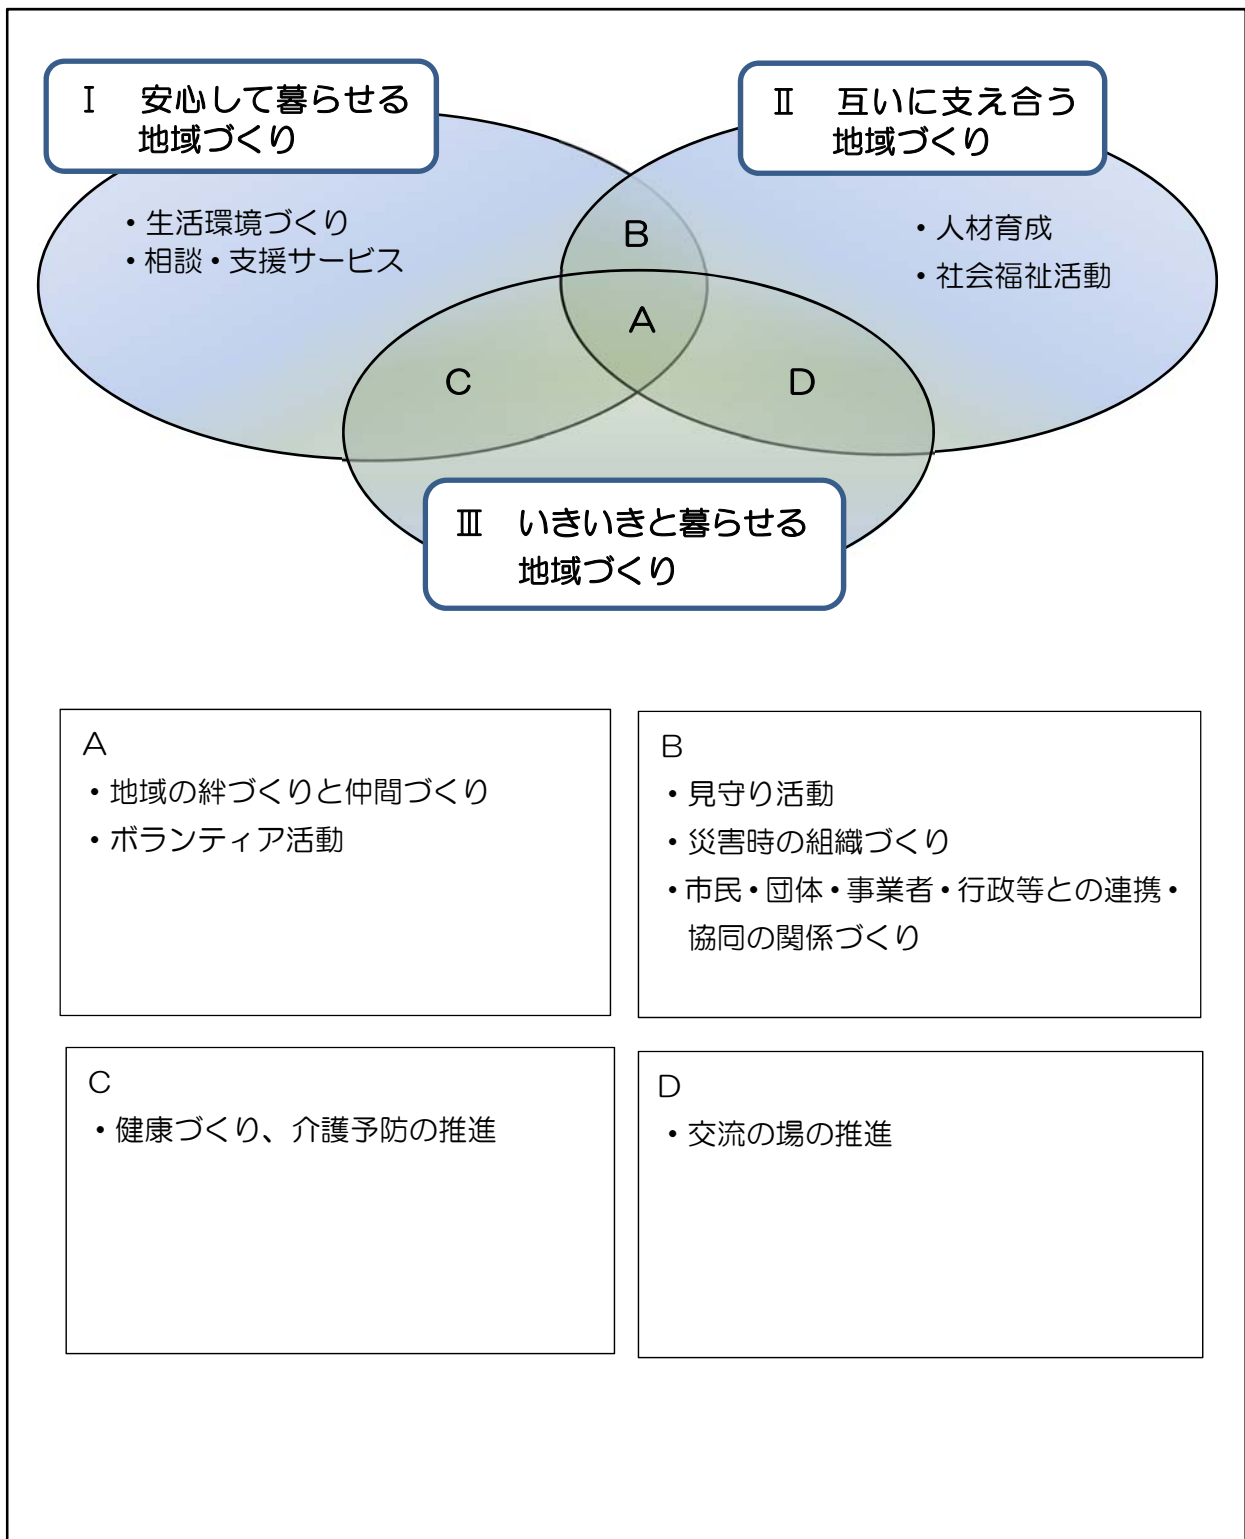 Ⅰ　安心して暮らせる
地域づくり
Ⅱ　互いに支え合う
地域づくり
・生活環境づくり
・相談・支援サービス
・人材育成
・社会福祉活動
B
A
C
D
Ⅲ　いきいきと暮らせる
地域づくり
A
・地域の絆づくりと仲間づくり
・ボランティア活動
B
・見守り活動
・災害時の組織づくり
・市民・団体・事業者・行政等との連携・
協同の関係づくり
C
・健康づくり、介護予防の推進
D
・交流の場の推進